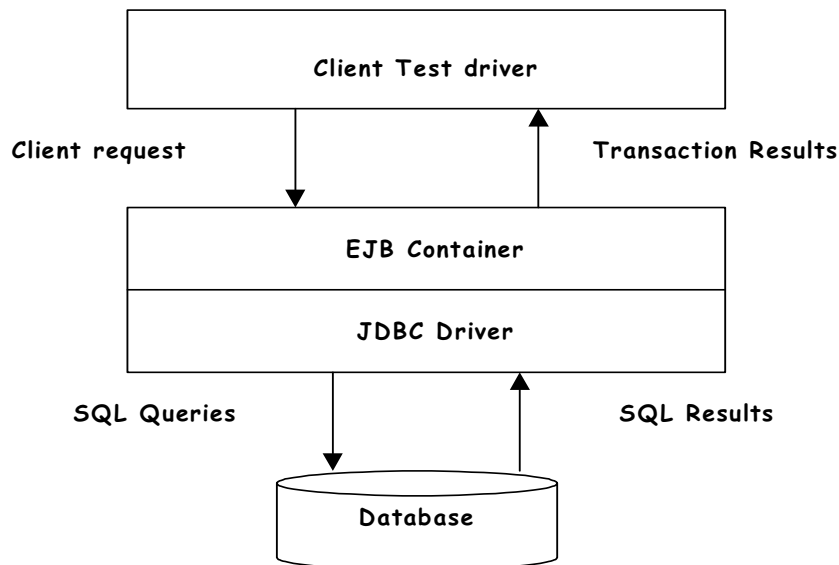 Client Test driver
Client request
Transaction Results
EJB Container
JDBC Driver
SQL Queries
SQL Results
Database